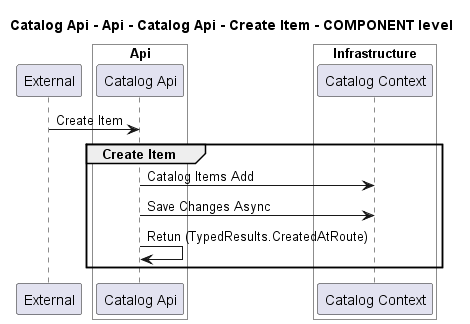 Catalog Api - Api - Catalog Api - Create Item - COMPONENT level
Api
Infrastructure
External
Catalog Api
Catalog Context
Create Item
Create Item
Catalog Items Add
Save Changes Async
Retun (TypedResults.CreatedAtRoute)
External
Catalog Api
Catalog Context